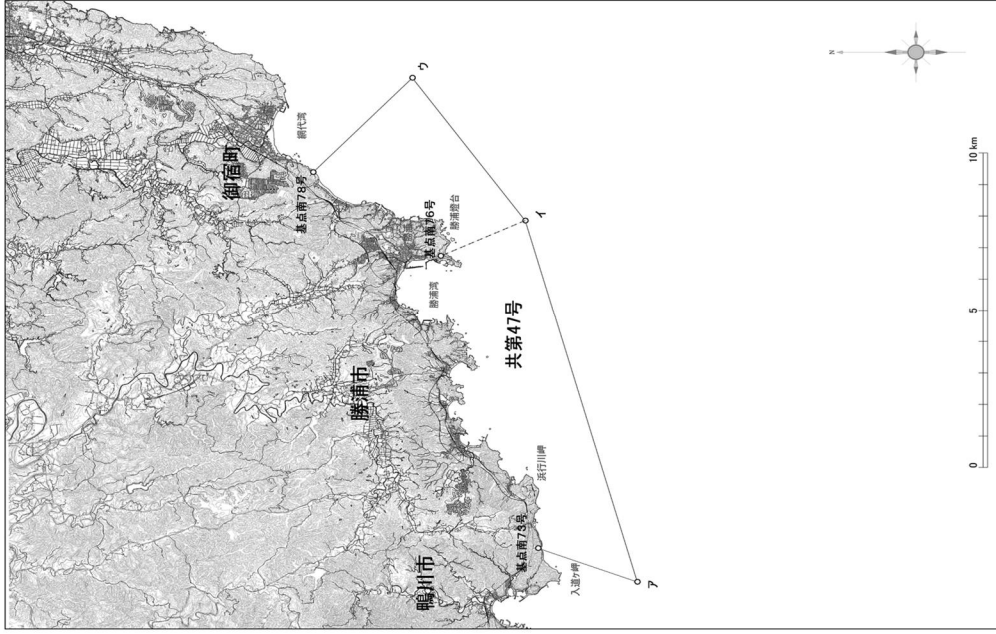 御宿町
網代湾
基点南78号
ウ
基点南76号
勝浦燈台
イ
勝浦湾
共第47号
勝浦市
浜行川岬
基点南73号
鴨川市
入道ヶ岬
ア
N
0 5 10 km